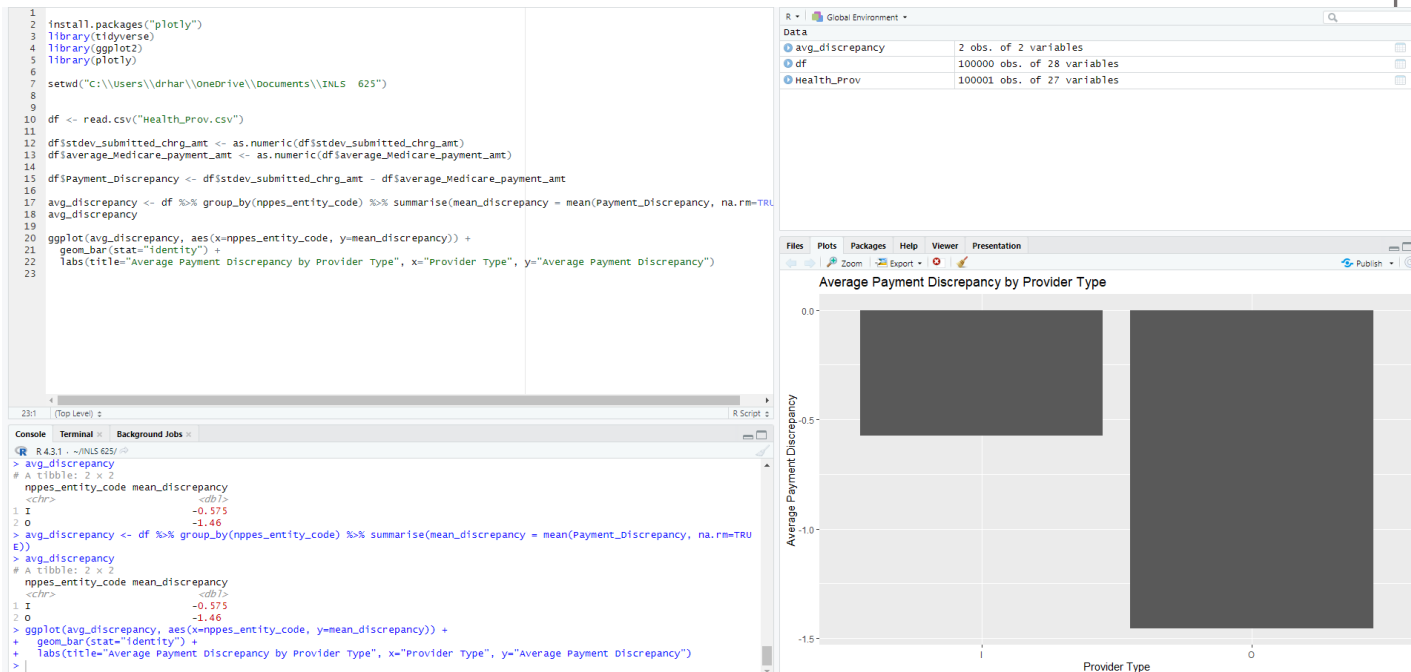 1
2 install.packages("plotly")
3 library(tidyverse)
4 library(ggplot2)
5 library(plotly)
6
7 setwd("C:\\Users\\drhar\\OneDrive\\Documents\\INLS  625")
8
9
10 df <- read.csv("Health_Prov.csv")
11
12 df$stdev_submitted_chrg_amt <- as.numeric(df$stdev_submitted_chrg_amt)
13 df$average_Medicare_payment_amt <- as.numeric(df$average_Medicare_payment_amt)
14
15 df$Payment_Discrepancy <- df$stdev_submitted_chrg_amt - df$average_Medicare_payment_amt
16
17 avg_discrepancy <- df %>% group_by(nppes_entity_code) %>% summarise(mean_discrepancy = mean(Payment_Discrepancy, na.rm=TRU
18 avg_discrepancy
19
20 ggplot(avg_discrepancy, aes(x=nppes_entity_code, y=mean_discrepancy)) +
21   geom_bar(stat="identity") +
22   labs(title="Average Payment Discrepancy by Provider Type", x="Provider Type", y="Average Payment Discrepancy")
23
23:1 (Top Level) R Script
Console Terminal Background Jobs
R 4.3.1 · ~/INLS 625/
> avg_discrepancy
# A tibble: 2 × 2
  nppes_entity_code mean_discrepancy
  <chr>                        <dbl>
1 I                           -0.575
2 O                           -1.46
> avg_discrepancy <- df %>% group_by(nppes_entity_code) %>% summarise(mean_discrepancy = mean(Payment_Discrepancy, na.rm=TRU
E))
> avg_discrepancy
# A tibble: 2 × 2
  nppes_entity_code mean_discrepancy
  <chr>                        <dbl>
1 I                           -0.575
2 O                           -1.46
> ggplot(avg_discrepancy, aes(x=nppes_entity_code, y=mean_discrepancy)) +
+   geom_bar(stat="identity") +
+   labs(title="Average Payment Discrepancy by Provider Type", x="Provider Type", y="Average Payment Discrepancy")
>
R Global Environment
Data
avg_discrepancy 2 obs. of 2 variables
df 100000 obs. of 28 variables
Health_Prov 100001 obs. of 27 variables
Files Plots Packages Help Viewer Presentation
Zoom Export Publish
Average Payment Discrepancy by Provider Type
0.0
-0.5
-1.0
-1.5
Average Payment Discrepancy
I O
Provider Type